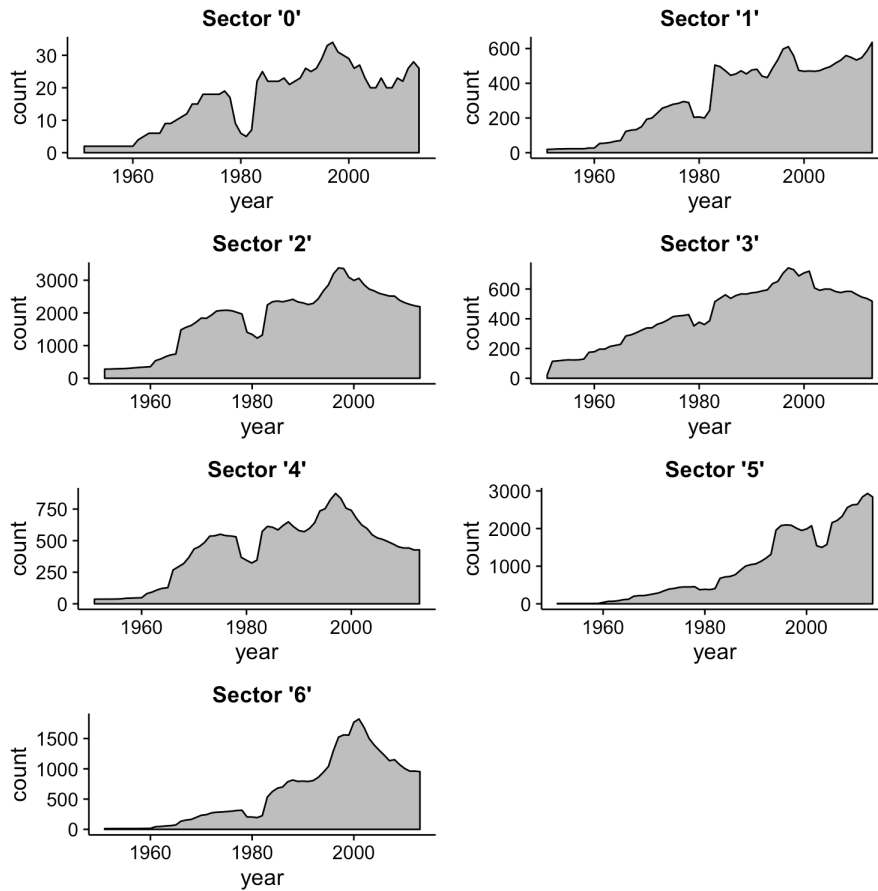 Sector '0'
count
30
20
10
0
1960 1980 2000
year
Sector '1'
count
600
400
200
0
1960 1980 2000
year
Sector '2'
count
3000
2000
1000
0
1960 1980 2000
year
Sector '3'
count
600
400
200
0
1960 1980 2000
year
Sector '4'
count
750
500
250
0
1960 1980 2000
year
Sector '5'
count
3000
2000
1000
0
1960 1980 2000
year
Sector '6'
count
1500
1000
500
0
1960 1980 2000
year